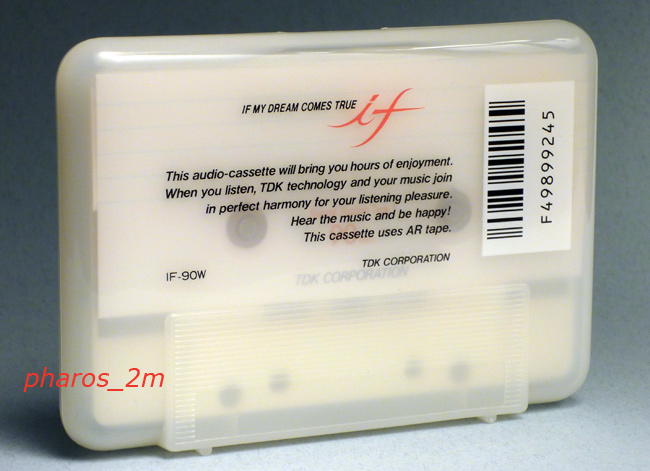 IF MY DREAM COMES TRUE if
This audio-cassette will bring you hours of enjoyment.
When you listen, TDK technology and your music join
in perfect harmony for your listening pleasure.
Hear the music and be happy!
This cassette uses AR tape.
IF-90W
TDK CORPORATION
TDK CORPORATION
F49899245
pharos_2m